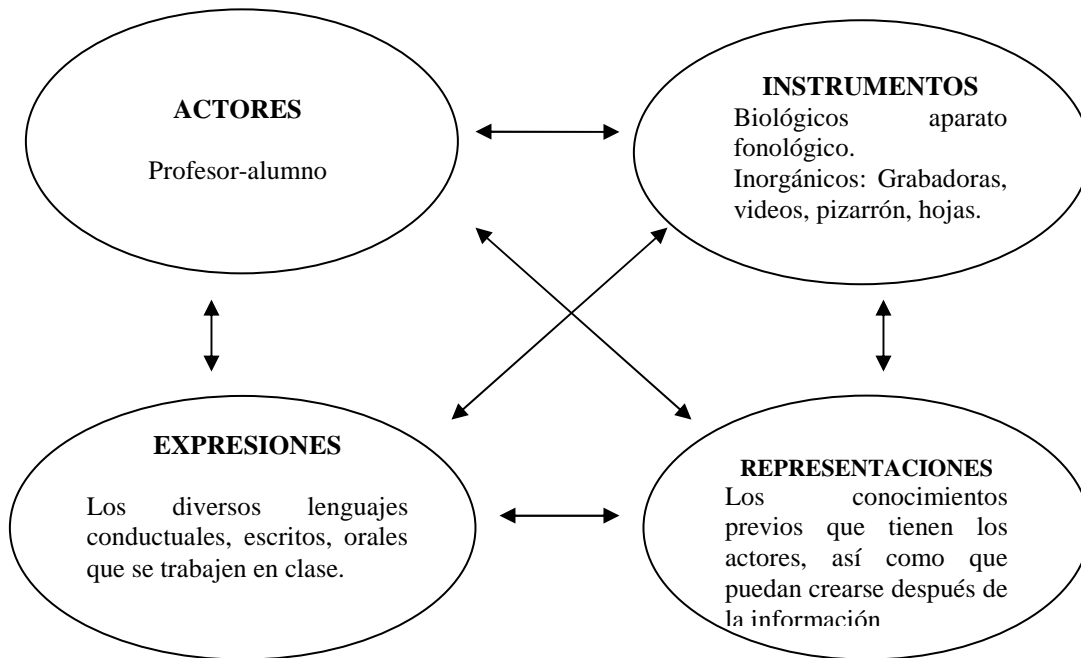 ACTORES
Profesor-alumno
INSTRUMENTOS
Biológicos aparato
fonológico.
Inorgánicos: Grabadoras,
videos, pizarrón, hojas.
EXPRESIONES
Los diversos lenguajes
conductuales, escritos, orales
que se trabajen en clase.
REPRESENTACIONES
Los conocimientos
previos que tienen los
actores, así como que
puedan crearse después de
la información